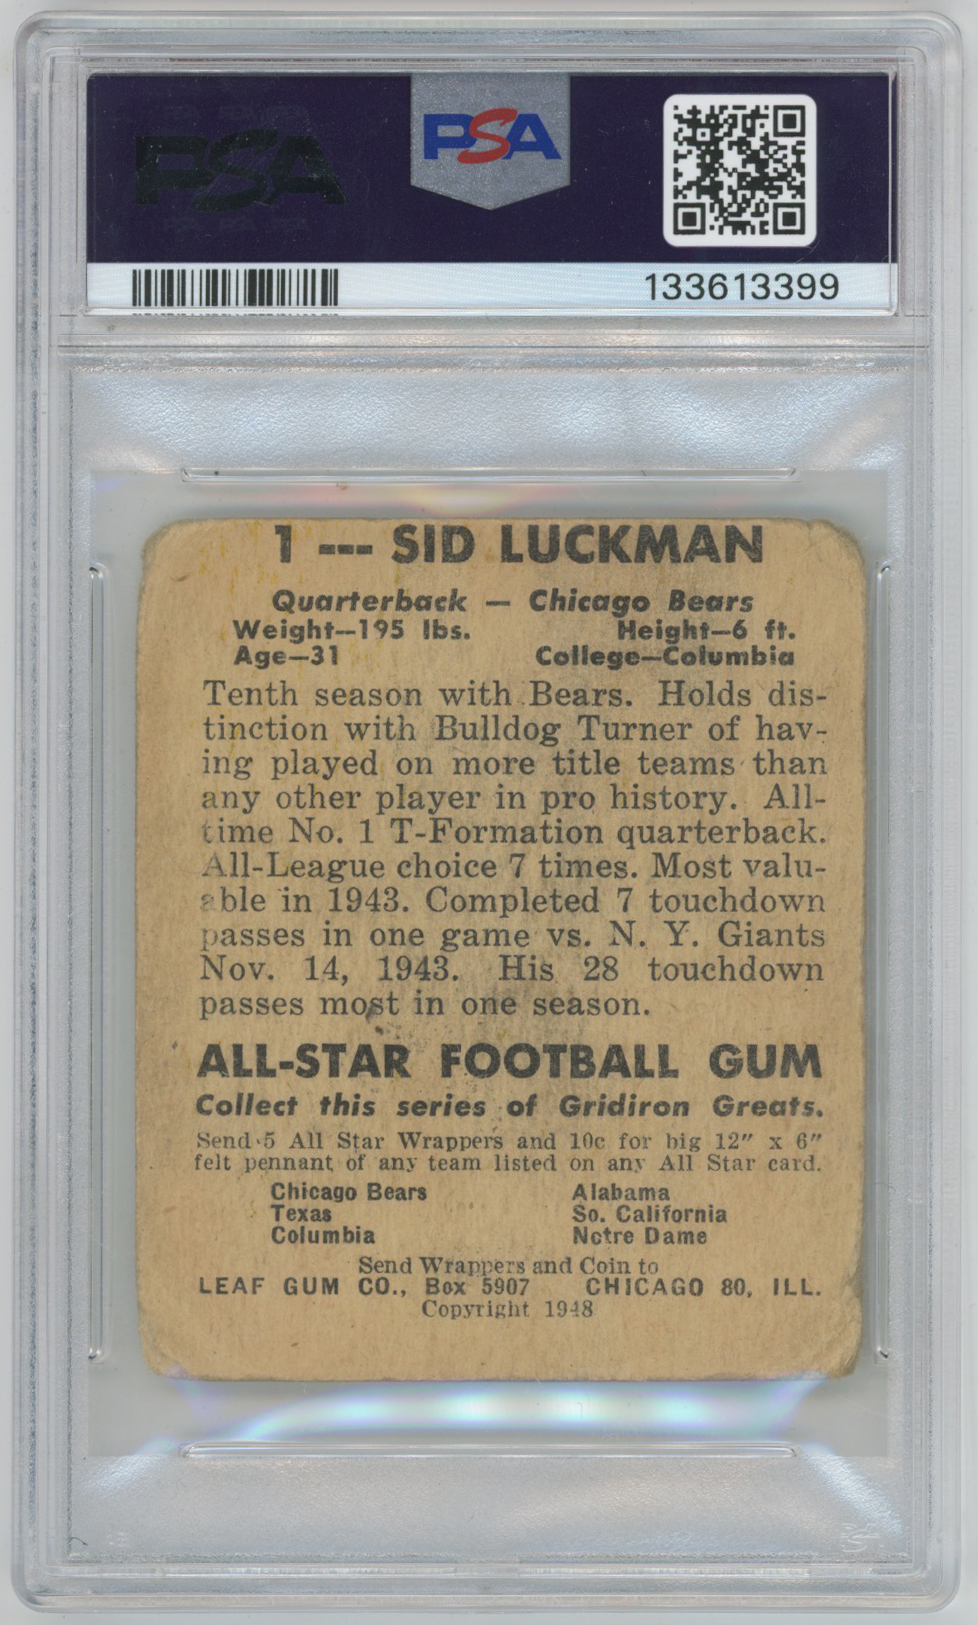 PSA
PSA
133613399
1 --- SID LUCKMAN
Quarterback — Chicago Bears
Weight—195 lbs. Height—6 ft.
Age—31 College—Columbia
Tenth season with Bears. Holds dis-
tinction with Bulldog Turner of hav-
ing played on more title teams than
any other player in pro history. All-
time No. 1 T-Formation quarterback.
All-League choice 7 times. Most valu-
able in 1943. Completed 7 touchdown
passes in one game vs. N. Y. Giants
Nov. 14, 1943. His 28 touchdown
passes most in one season.
ALL-STAR FOOTBALL GUM
Collect this series of Gridiron Greats.
Send 5 All Star Wrappers and 10c for big 12″ x 6″
felt pennant of any team listed on any All Star card.
Chicago Bears Alabama
Texas So. California
Columbia Notre Dame
Send Wrappers and Coin to
LEAF GUM CO., Box 5907 CHICAGO 80, ILL.
Copyright 1948